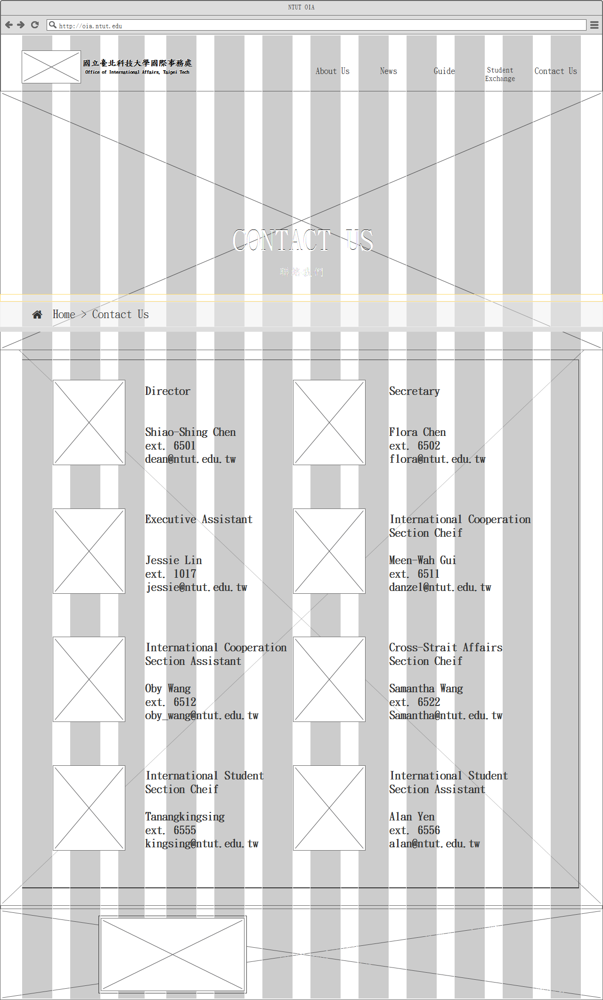 NTUT OIA
http://oia.ntut.edu
國立臺北科技大學國際事務處
Office of International Affairs, Taipei Tech
About Us
News
Guide
Student
Exchange
Contact Us
CONTACT US
聯絡我們
Home > Contact Us
Director
Shiao-Shing Chen
ext. 6501
dean@ntut.edu.tw
Secretary
Flora Chen
ext. 6502
flora@ntut.edu.tw
Executive Assistant
Jessie Lin
ext. 1017
jessie@ntut.edu.tw
International Cooperation
Section Cheif
Meen-Wah Gui
ext. 6511
danzel@ntut.edu.tw
International Cooperation
Section Assistant
Oby Wang
ext. 6512
oby_wang@ntut.edu.tw
Cross-Strait Affairs
Section Cheif
Samantha Wang
ext. 6522
Samantha@ntut.edu.tw
International Student
Section Cheif
Tanangkingsing
ext. 6555
kingsing@ntut.edu.tw
International Student
Section Assistant
Alan Yen
ext. 6556
alan@ntut.edu.tw